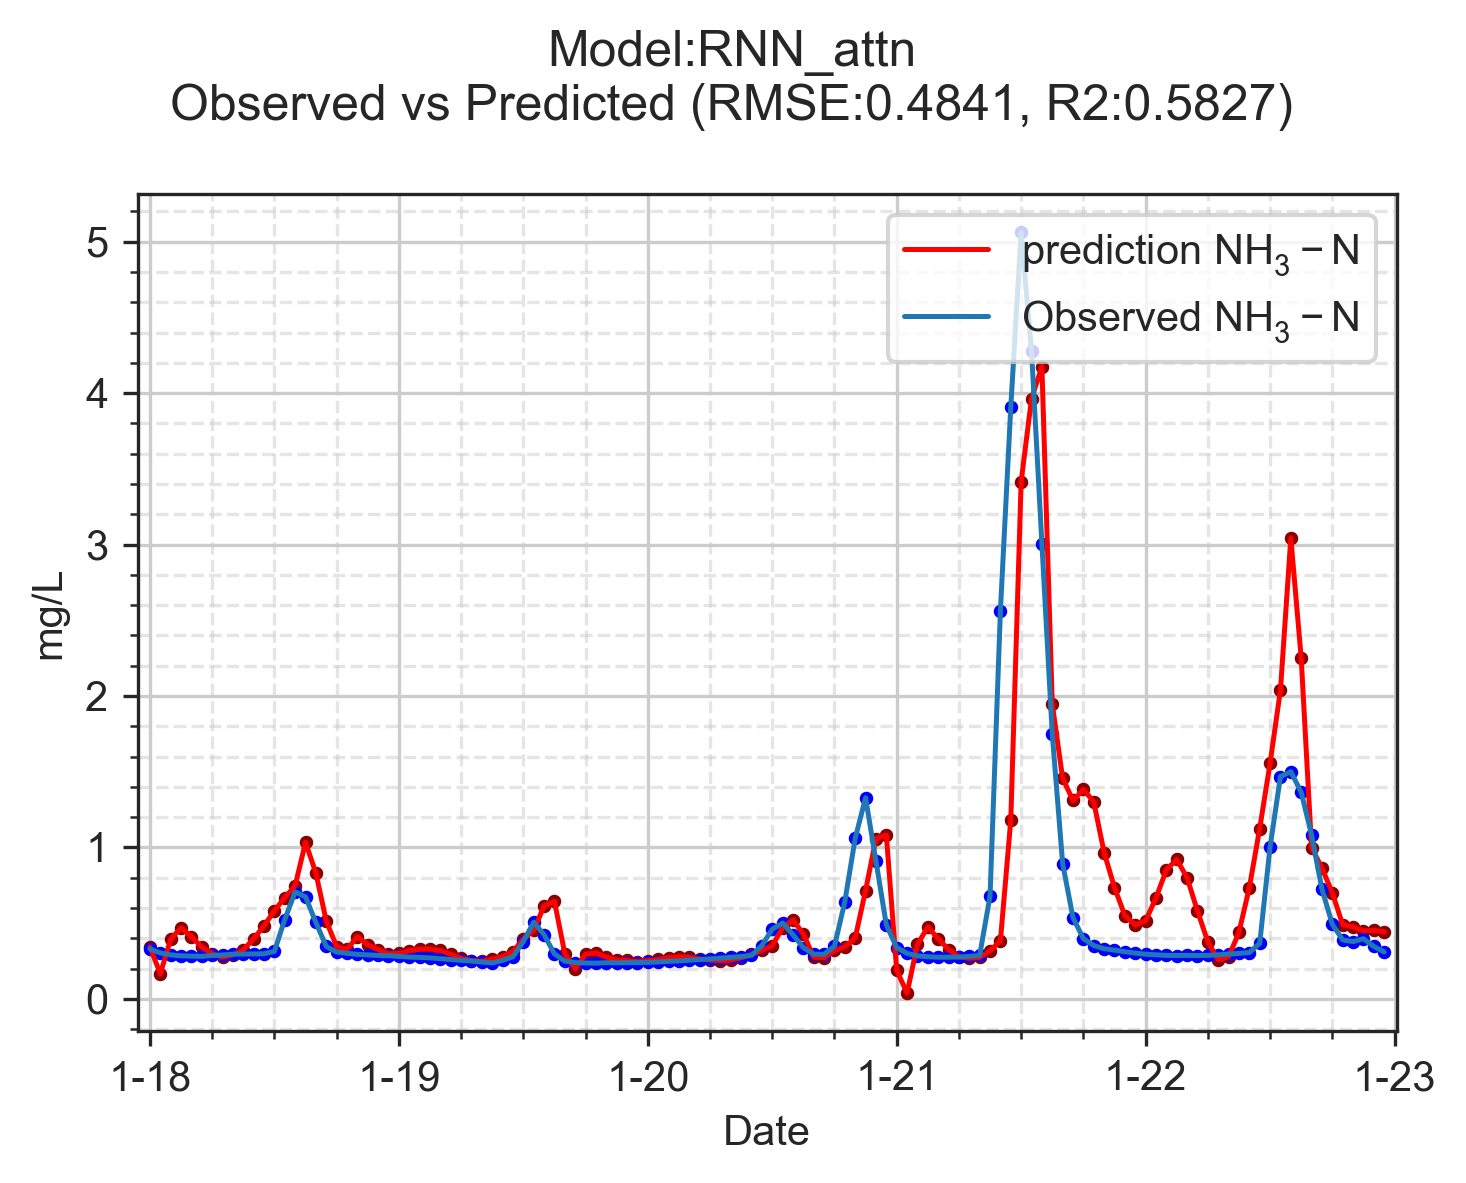 Model:RNN_attn
Observed vs Predicted (RMSE:0.4841, R2:0.5827)
prediction NH₃ − N
Observed NH₃ − N
5
4
3
2
1
0
mg/L
1-18 1-19 1-20 1-21 1-22 1-23
Date